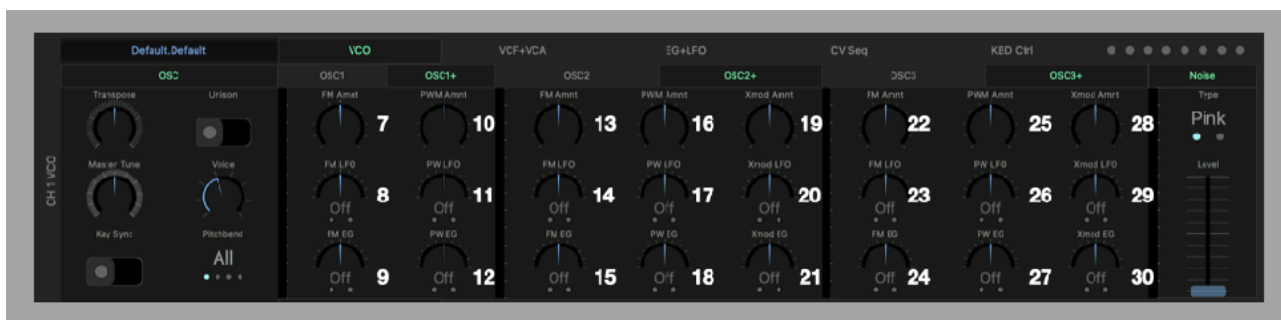 Default.Default VCO VCF+VCA EG+LFO CV Seq KBD Ctrl
OSC OSC1 OSC1+ OSC2 OSC2+ OSC3 OSC3+ Noise
Transpose Unison FM Amnt PWM Amnt FM Amnt PWM Amnt Xmod Amnt FM Amnt PWM Amnt Xmod Amnt Type
7 10 13 16 19 22 25 28 Pink
Master Tune Voice FM LFO PW LFO FM LFO PW LFO Xmod LFO FM LFO PW LFO Xmod LFO Level
CH 1 VCO
8 11 14 17 20 23 26 29
Off Off Off Off Off Off Off Off
Key Sync Pitchbend FM EG PW EG FM EG PW EG Xmod EG FM EG PW EG Xmod EG
All
9 12 15 18 21 24 27 30
Off Off Off Off Off Off Off Off